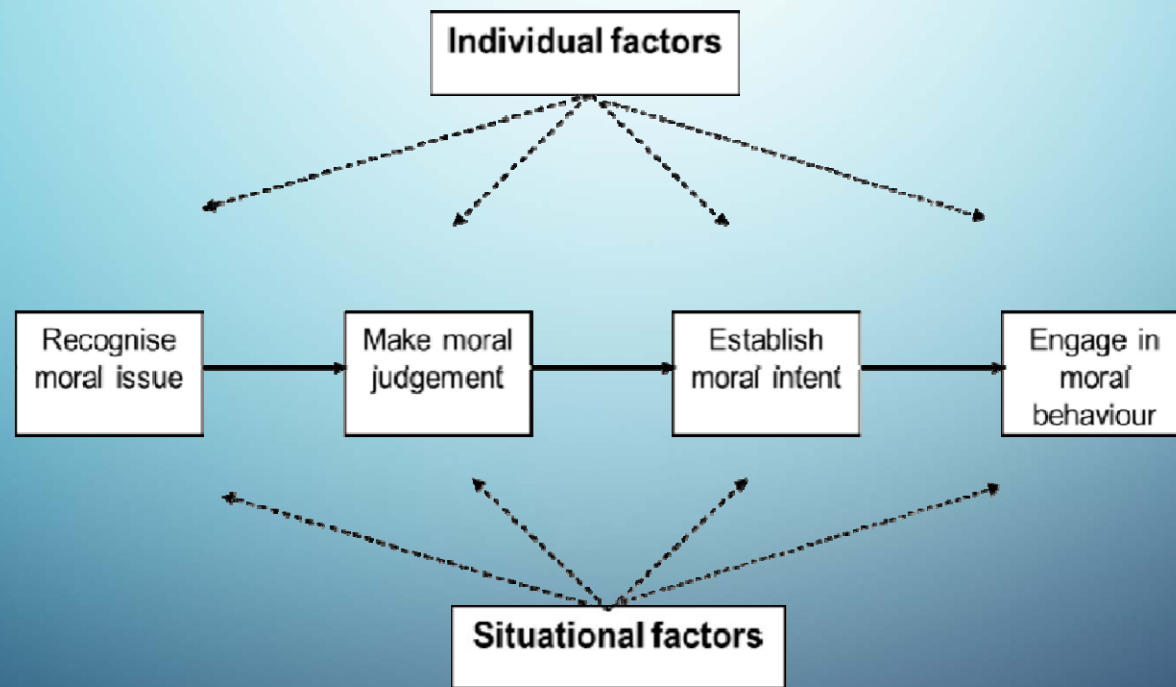 Individual factors
Recognise
moral issue
Make moral
judgement
Establish
moral intent
Engage in
moral
behaviour
Situational factors